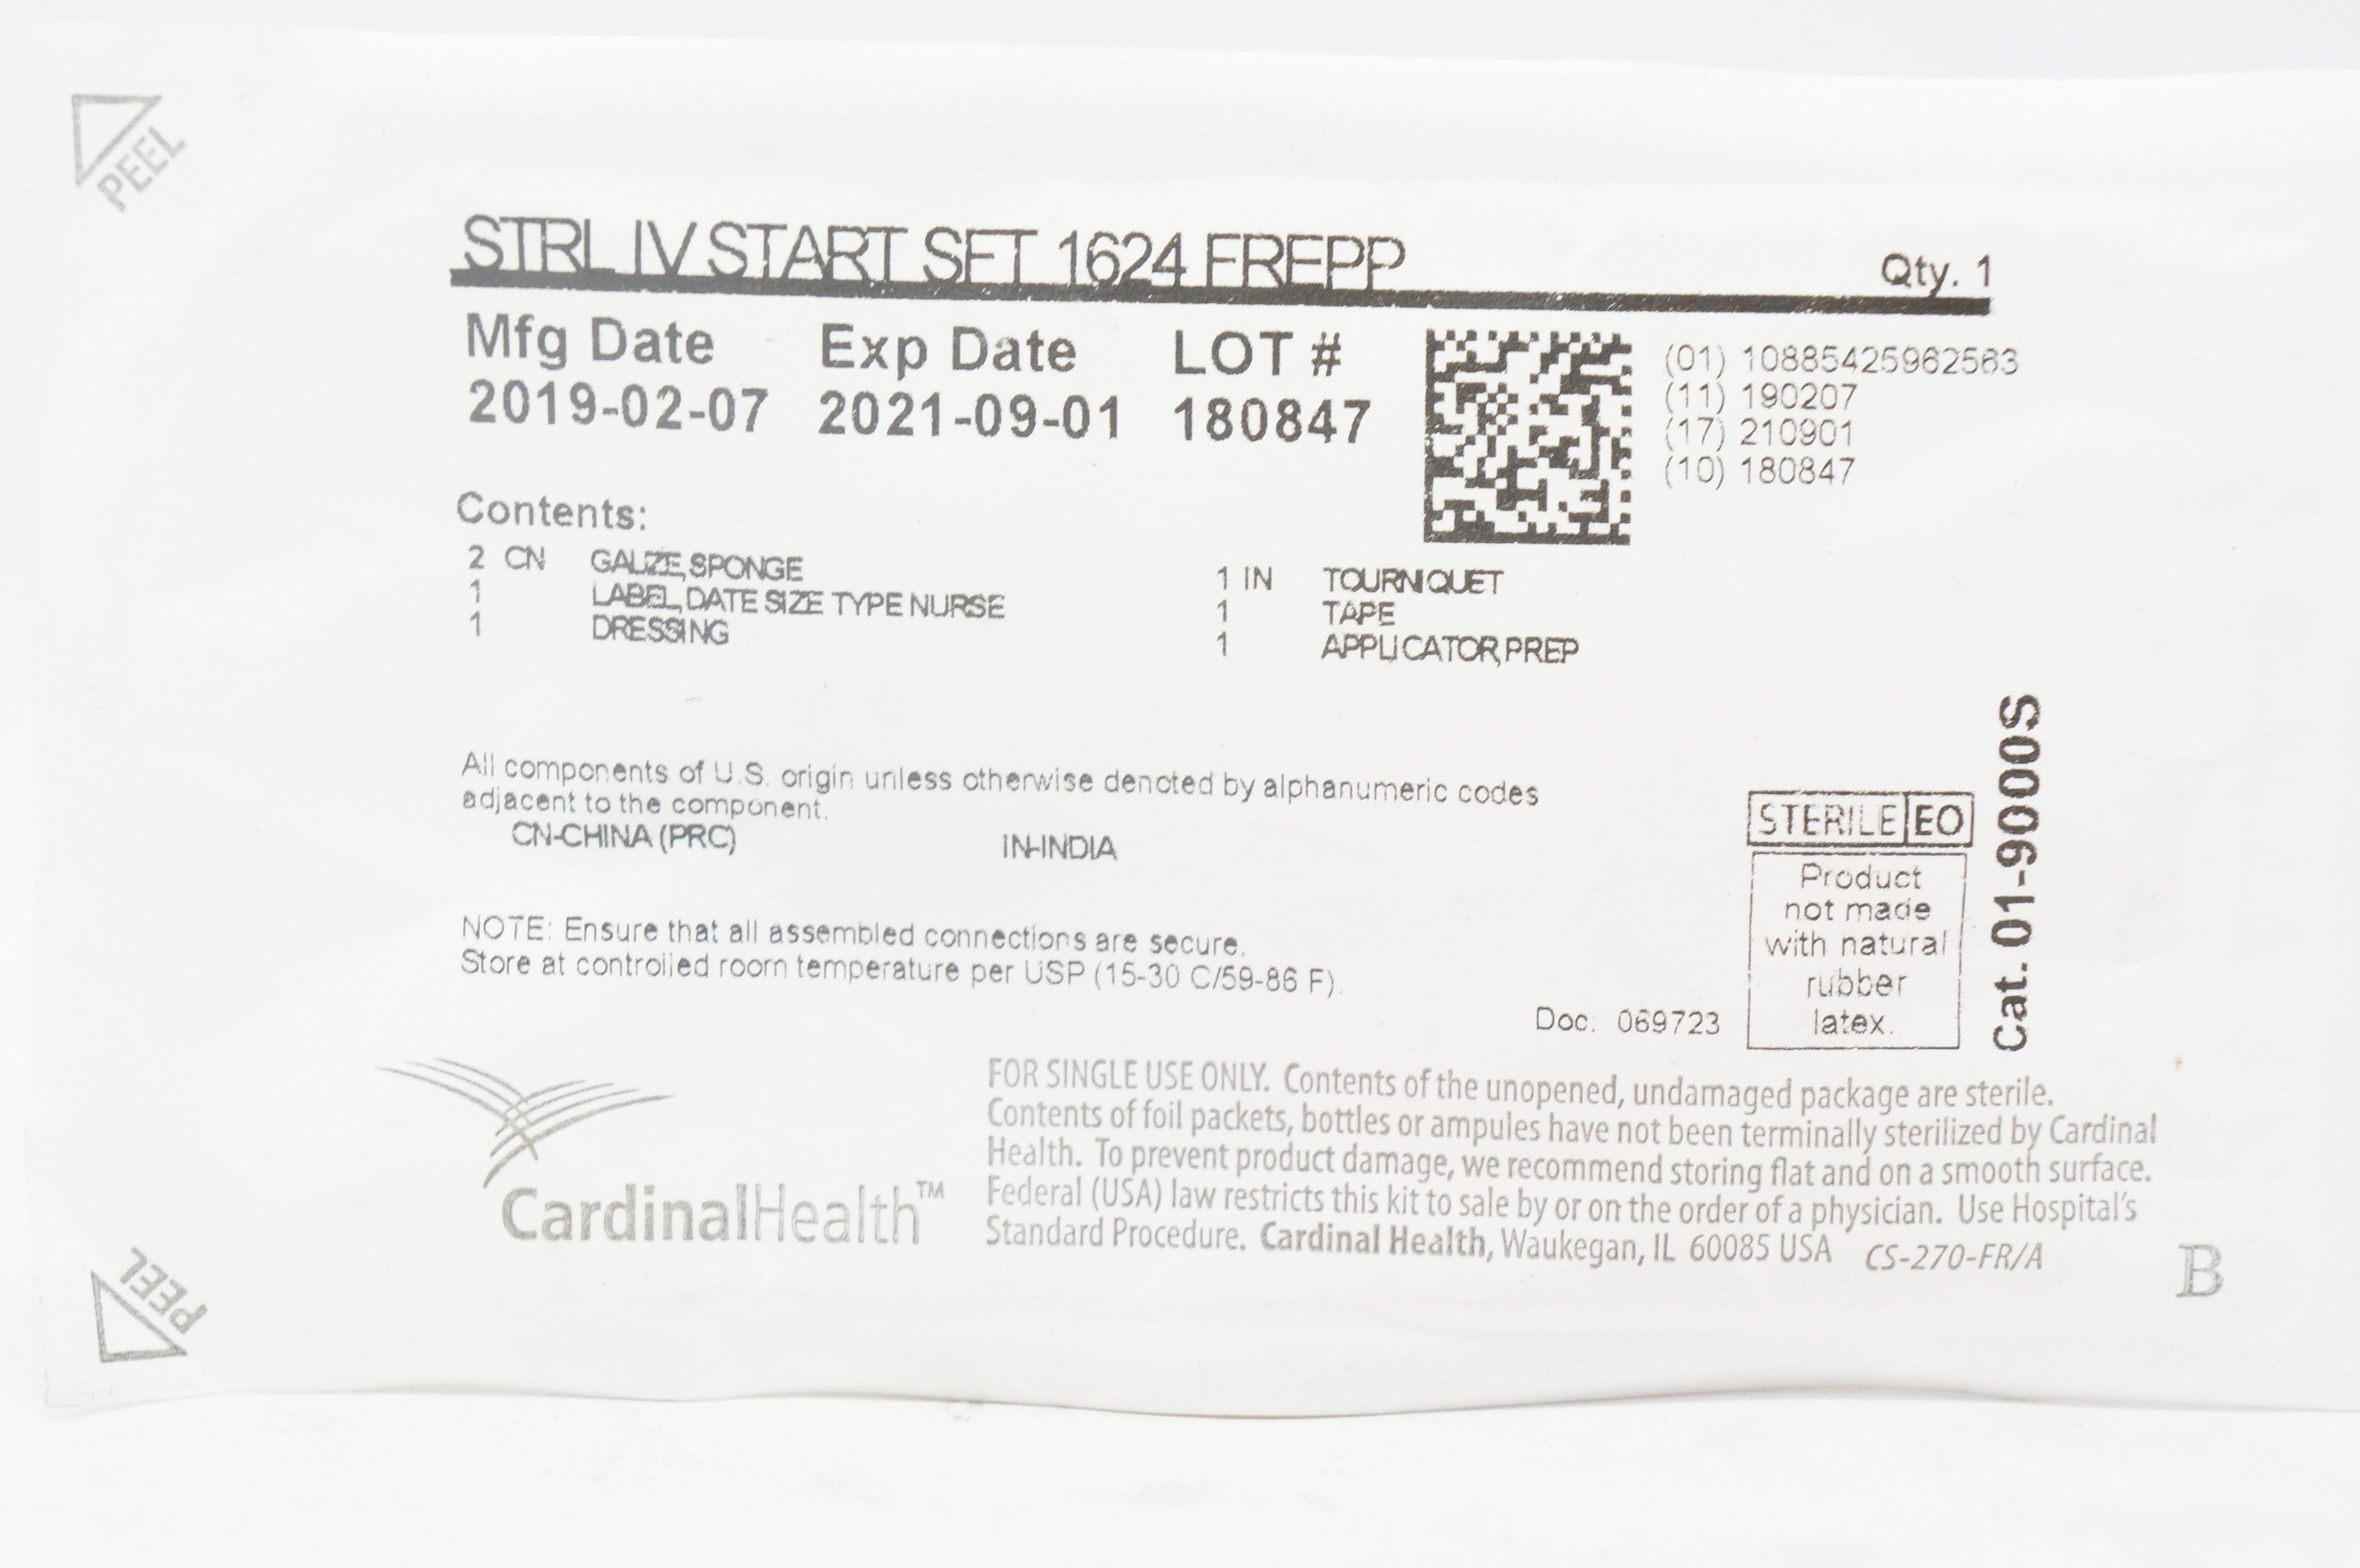 PEEL
STRL IV START SET 1624 FREPP
Qty. 1
Mfg Date Exp Date LOT #
2019-02-07 2021-09-01 180847
(01) 10885425962563
(11) 190207
(17) 210901
(10) 180847
Contents:
2 CN GAUZE,SPONGE
1 LABEL,DATE SIZE TYPE NURSE
1 DRESSING
1 IN TOURNIQUET
1 TAPE
1 APPLICATOR,PREP
All components of U.S. origin unless otherwise denoted by alphanumeric codes
adjacent to the component.
CN-CHINA (PRC) IN-INDIA
NOTE: Ensure that all assembled connections are secure.
Store at controlled room temperature per USP (15-30 C/59-86 F).
Doc: 069723
STERILE EO
Product
not made
with natural
rubber
latex.
Cat. 01-9000S
CardinalHealth™
FOR SINGLE USE ONLY. Contents of the unopened, undamaged package are sterile.
Contents of foil packets, bottles or ampules have not been terminally sterilized by Cardinal
Health. To prevent product damage, we recommend storing flat and on a smooth surface.
Federal (USA) law restricts this kit to sale by or on the order of a physician. Use Hospital's
Standard Procedure. Cardinal Health, Waukegan, IL 60085 USA CS-270-FR/A
B
PEEL